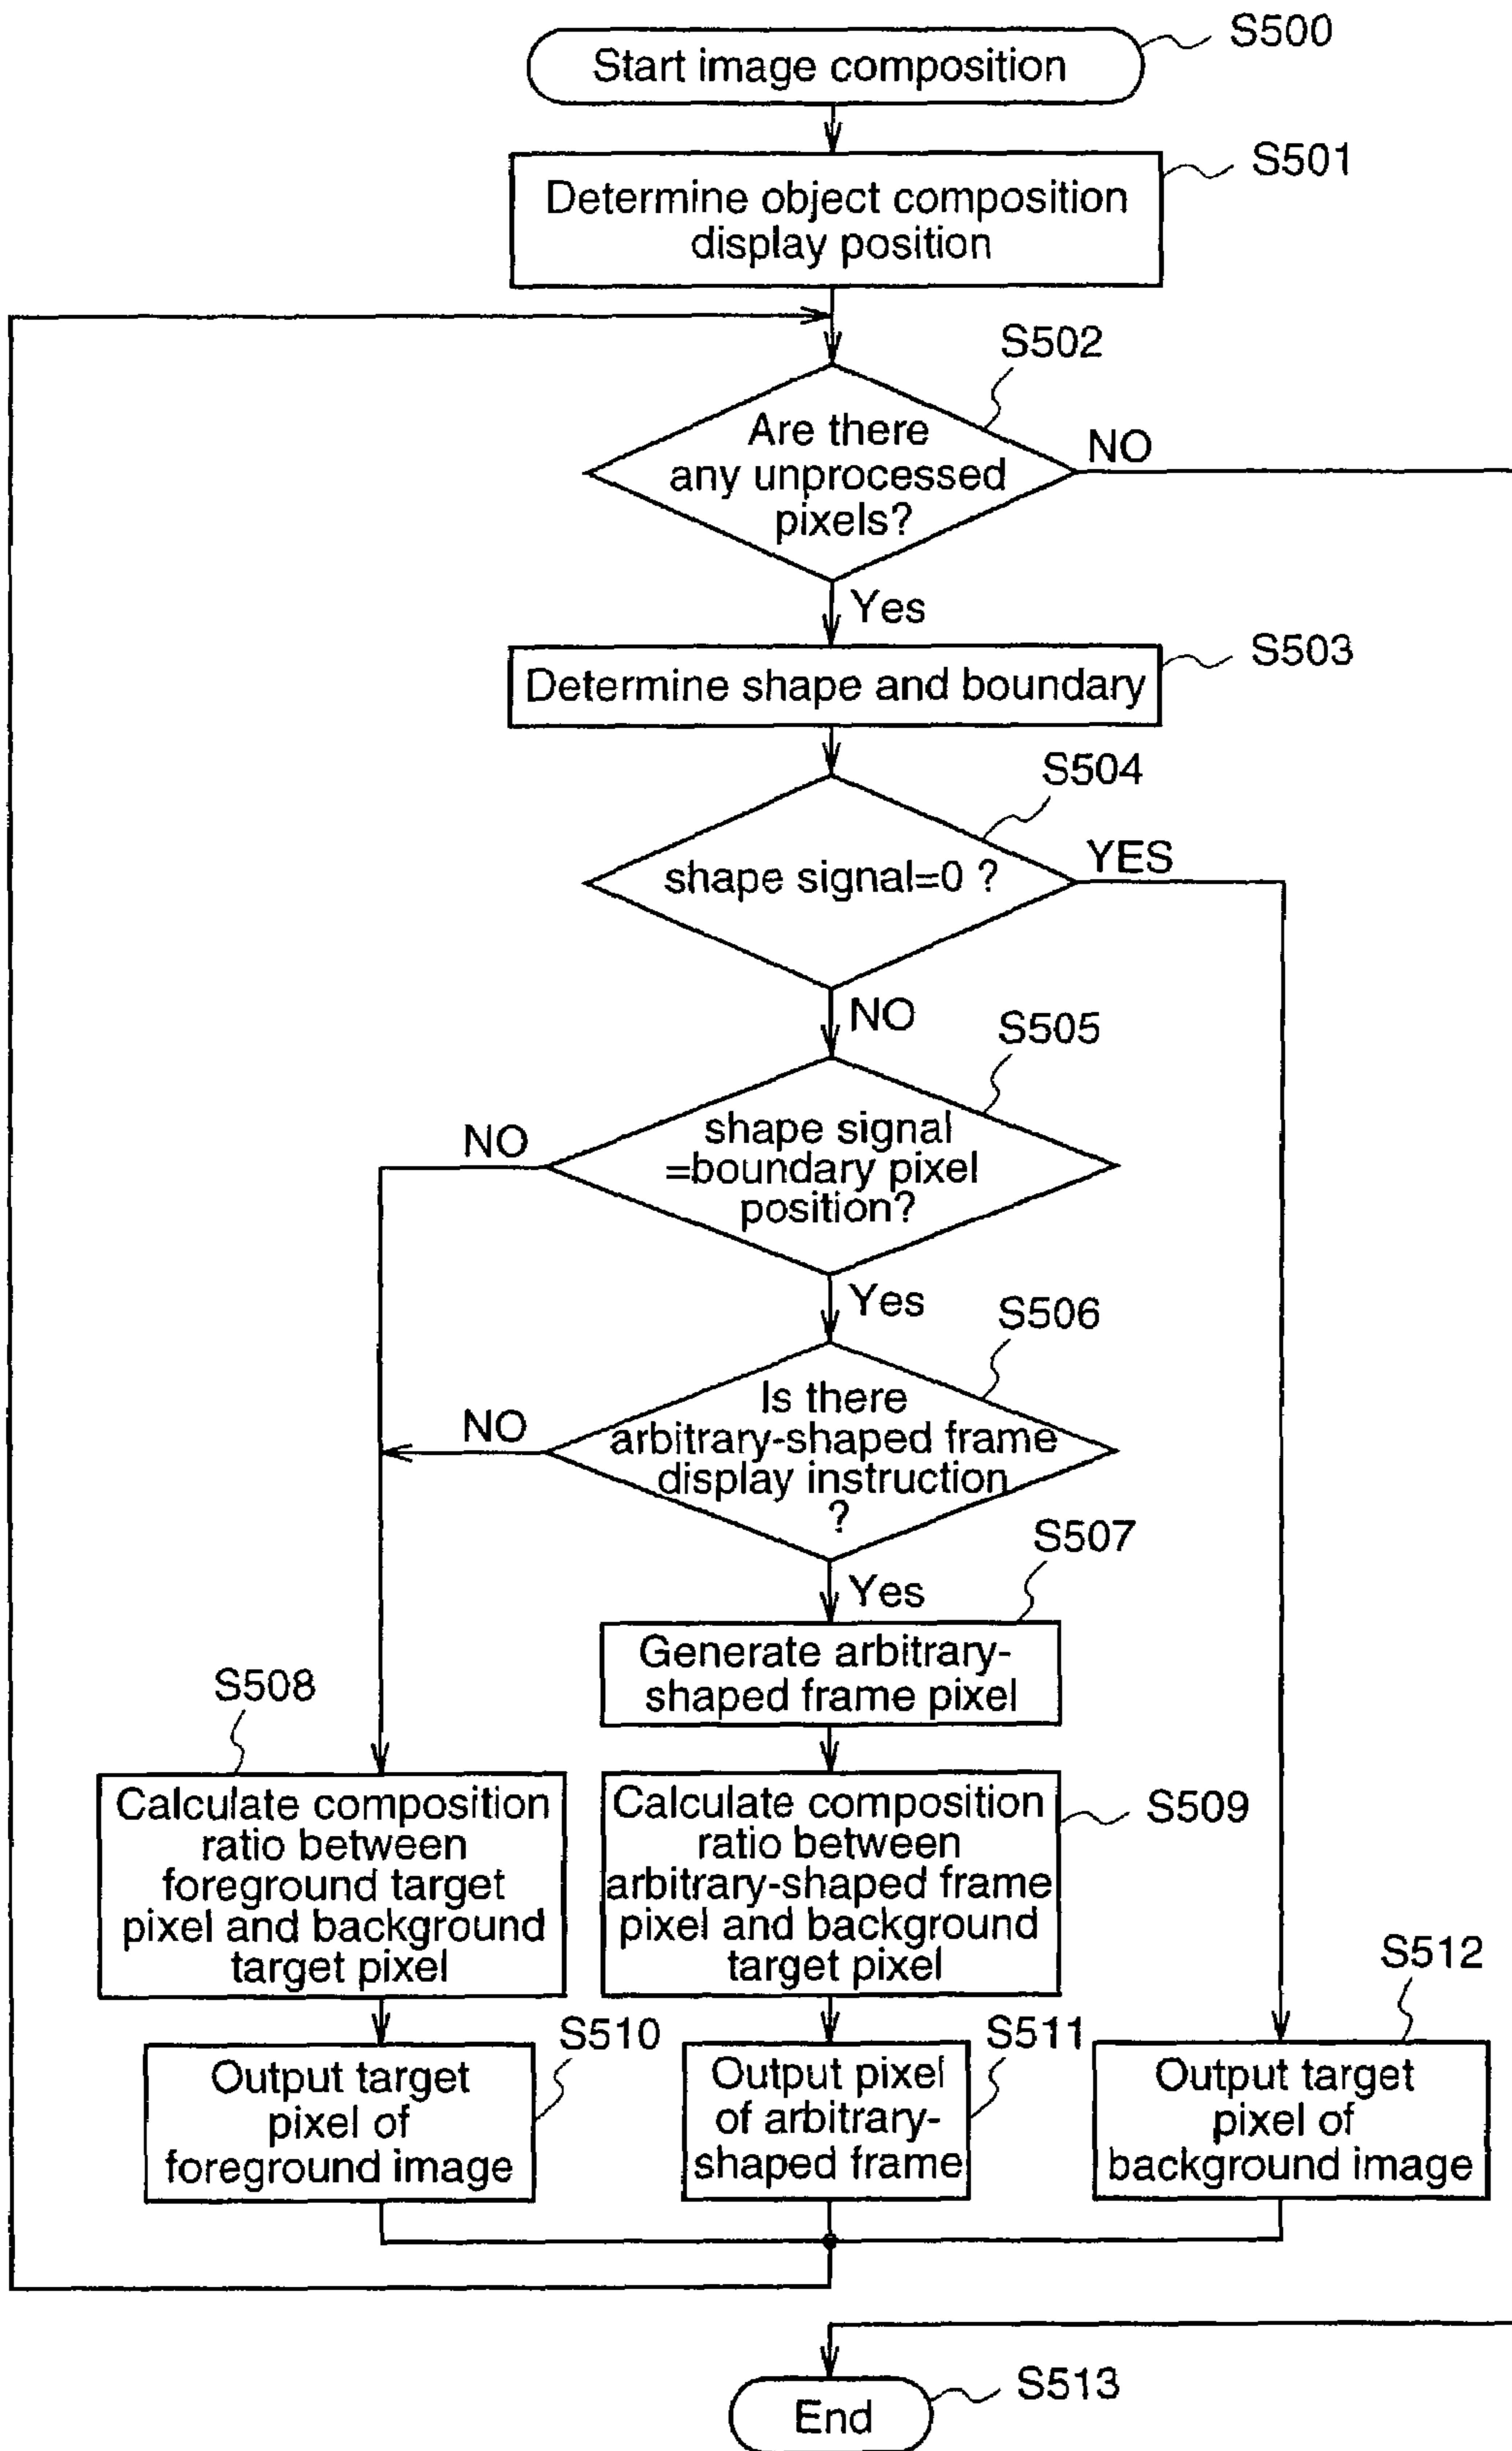 S500
Start image composition
S501
Determine object composition
display position
S502
Are there
any unprocessed
pixels?
NO
Yes
S503
Determine shape and boundary
S504
shape signal=0 ?
YES
NO
S505
shape signal
=boundary pixel
position?
NO
Yes
S506
Is there
arbitrary-shaped frame
display instruction
?
NO
Yes
S507
Generate arbitrary-
shaped frame pixel
S508
Calculate composition
ratio between
foreground target
pixel and background
target pixel
S509
Calculate composition
ratio between
arbitrary-shaped frame
pixel and background
target pixel
S510
Output target
pixel of
foreground image
S511
Output pixel
of arbitrary-
shaped frame
S512
Output target
pixel of
background image
S513
End